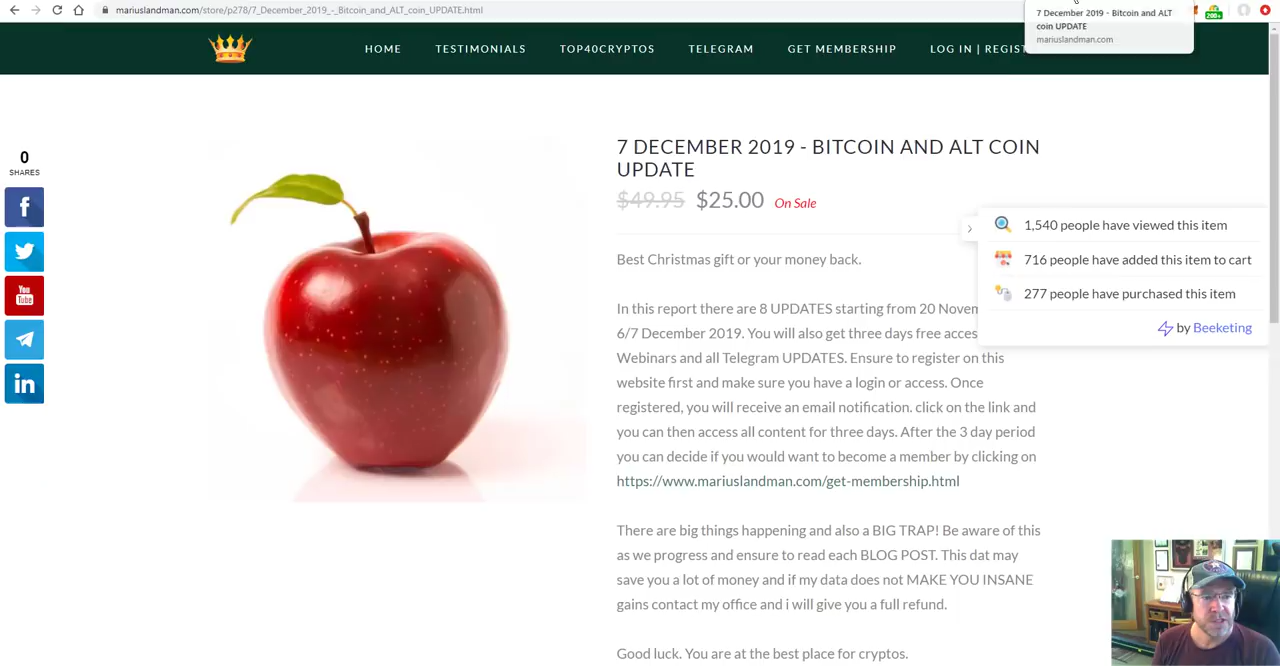 mariuslandman.com/store/p278/7_December_2019_-_Bitcoin_and_ALT_coin_UPDATE.html
7 December 2019 - Bitcoin and ALT
coin UPDATE
mariuslandman.com
200+
HOME TESTIMONIALS TOP40CRYPTOS TELEGRAM GET MEMBERSHIP LOG IN | REGIST
0
SHARES
You
Tube
7 DECEMBER 2019 - BITCOIN AND ALT COIN
UPDATE
$49.95 $25.00 On Sale
Best Christmas gift or your money back.
In this report there are 8 UPDATES starting from 20 Novem
6/7 December 2019. You will also get three days free acces
Webinars and all Telegram UPDATES. Ensure to register on this
website first and make sure you have a login or access. Once
registered, you will receive an email notification. click on the link and
you can then access all content for three days. After the 3 day period
you can decide if you would want to become a member by clicking on
https://www.mariuslandman.com/get-membership.html
There are big things happening and also a BIG TRAP! Be aware of this
as we progress and ensure to read each BLOG POST. This dat may
save you a lot of money and if my data does not MAKE YOU INSANE
gains contact my office and i will give you a full refund.
Good luck. You are at the best place for cryptos.
1,540 people have viewed this item
716 people have added this item to cart
277 people have purchased this item
by Beeketing